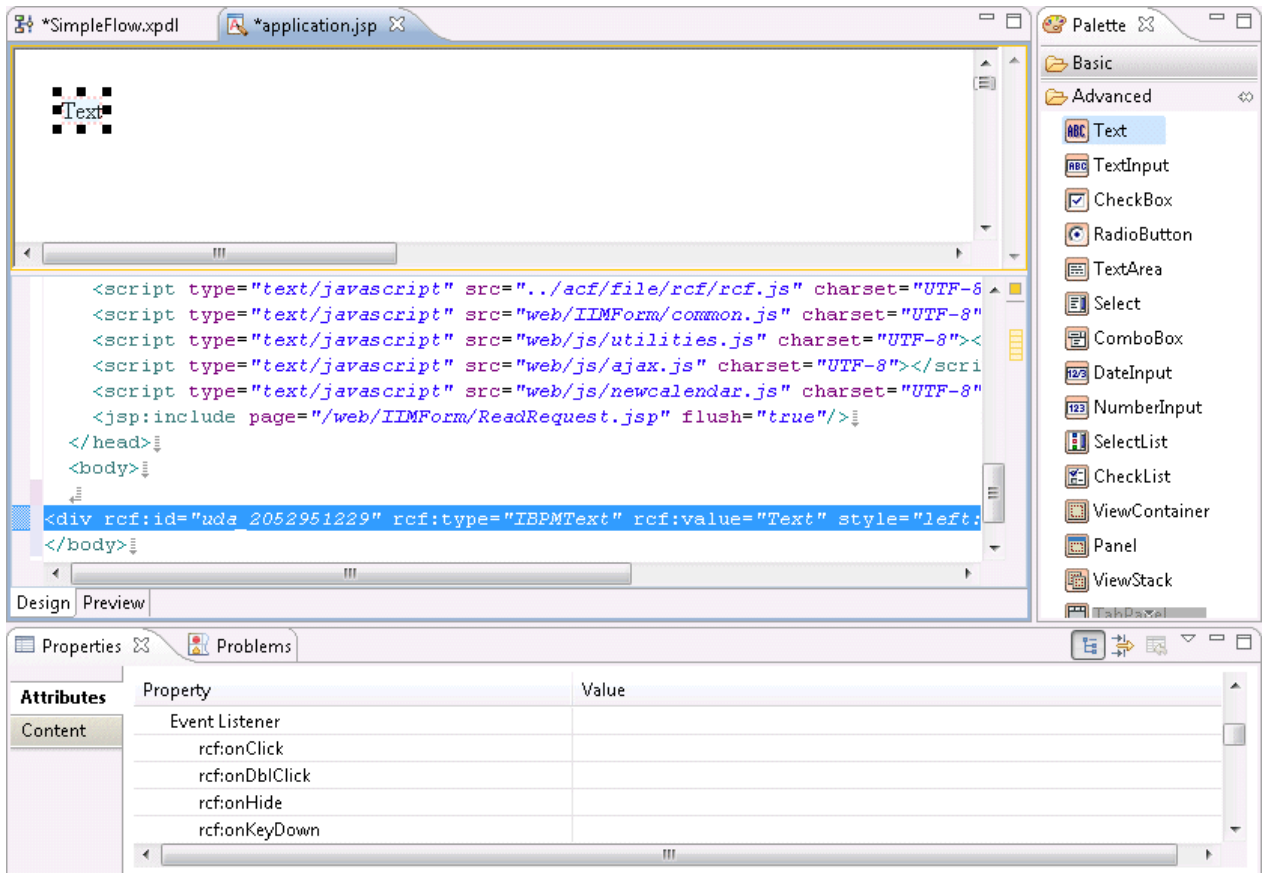 *SimpleFlow.xpdl
*application.jsp
Text
<script type="text/javascript" src="../acf/file/rcf/rcf.js" charset="UTF-8
<script type="text/javascript" src="web/IIMForm/common.js" charset="UTF-8"
<script type="text/javascript" src="web/js/utilities.js" charset="UTF-8"><
<script type="text/javascript" src="web/js/ajax.js" charset="UTF-8"></scri
<script type="text/javascript" src="web/js/newcalendar.js" charset="UTF-8"
<jsp:include page="/web/IIMForm/ReadRequest.jsp" flush="true"/>
</head>
<body>
<div rcf:id="uda_2052951229" rcf:type="IBPMText" rcf:value="Text" style="left:
</body>
Design Preview
Palette
Basic
Advanced
Text
TextInput
CheckBox
RadioButton
TextArea
Select
ComboBox
DateInput
NumberInput
SelectList
CheckList
ViewContainer
Panel
ViewStack
TabPanel
Properties
Problems
Attributes
Content
Property Value
Event Listener
rcf:onClick
rcf:onDblClick
rcf:onHide
rcf:onKeyDown